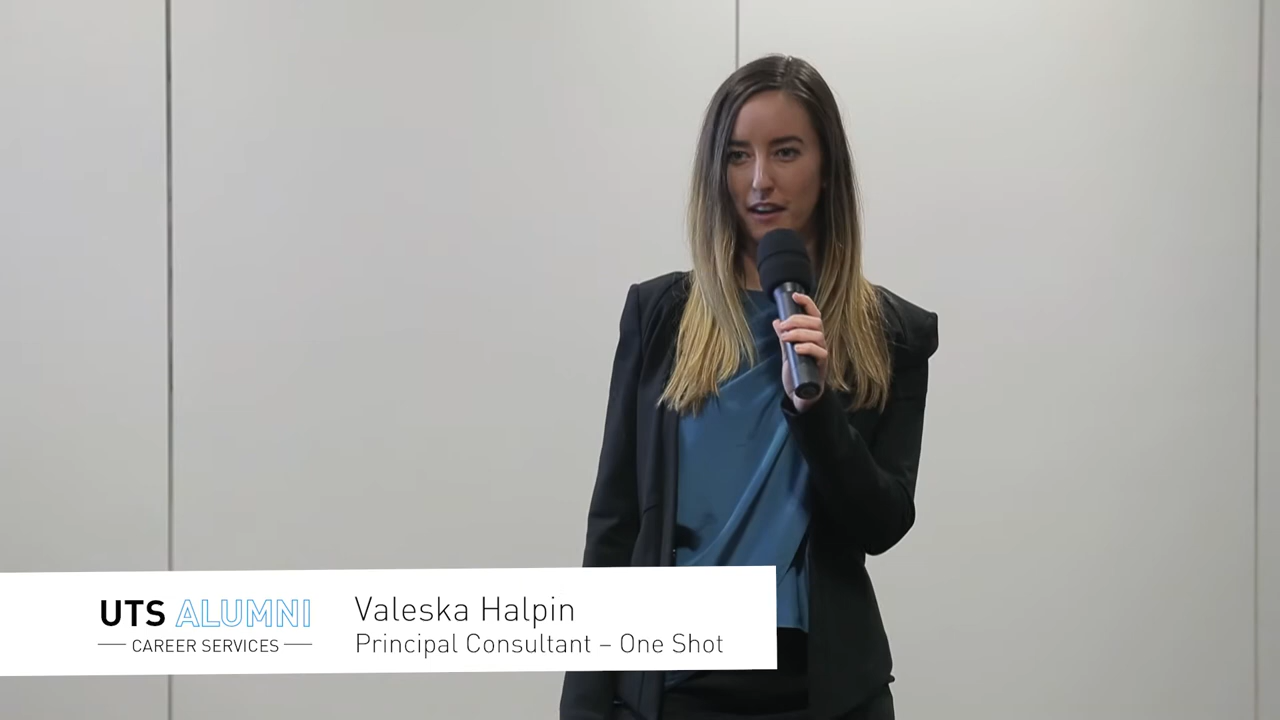 UTS ALUMNI
CAREER SERVICES
Valeska Halpin
Principal Consultant – One Shot